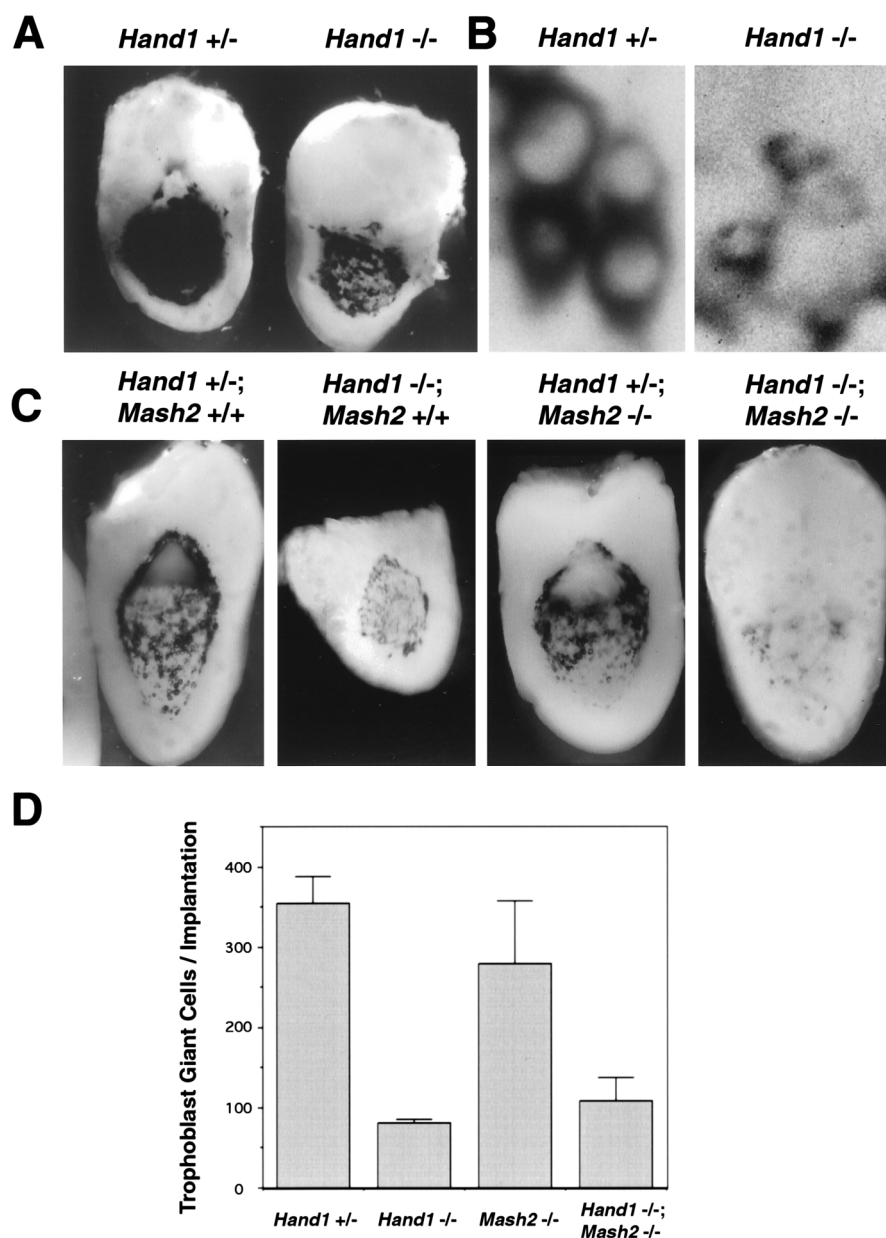 A
Hand1 +/-
Hand1 -/-
B
Hand1 +/-
Hand1 -/-
C
Hand1 +/-;
Mash2 +/+
Hand1 -/-;
Mash2 +/+
Hand1 +/-;
Mash2 -/-
Hand1 -/-;
Mash2 -/-
D
Trophoblast Giant Cells / Implantation
400
300
200
100
0
Hand1 +/-
Hand1 -/-
Mash2 -/-
Hand1 -/-;
Mash2 -/-